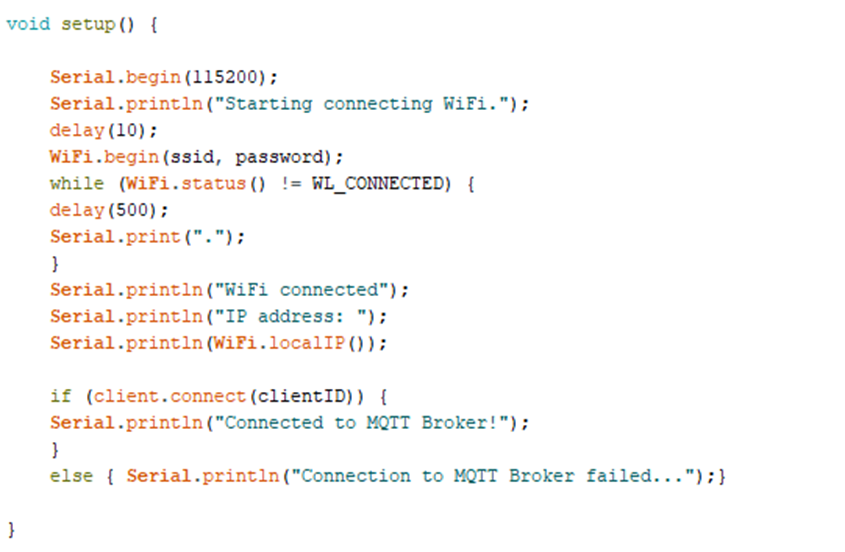 void setup() {
Serial.begin(115200);
Serial.println("Starting connecting WiFi.");
delay(10);
WiFi.begin(ssid, password);
while (WiFi.status() != WL_CONNECTED) {
delay(500);
Serial.print(".");
}
Serial.println("WiFi connected");
Serial.println("IP address: ");
Serial.println(WiFi.localIP());
if (client.connect(clientID)) {
Serial.println("Connected to MQTT Broker!");
}
else { Serial.println("Connection to MQTT Broker failed...");}
}